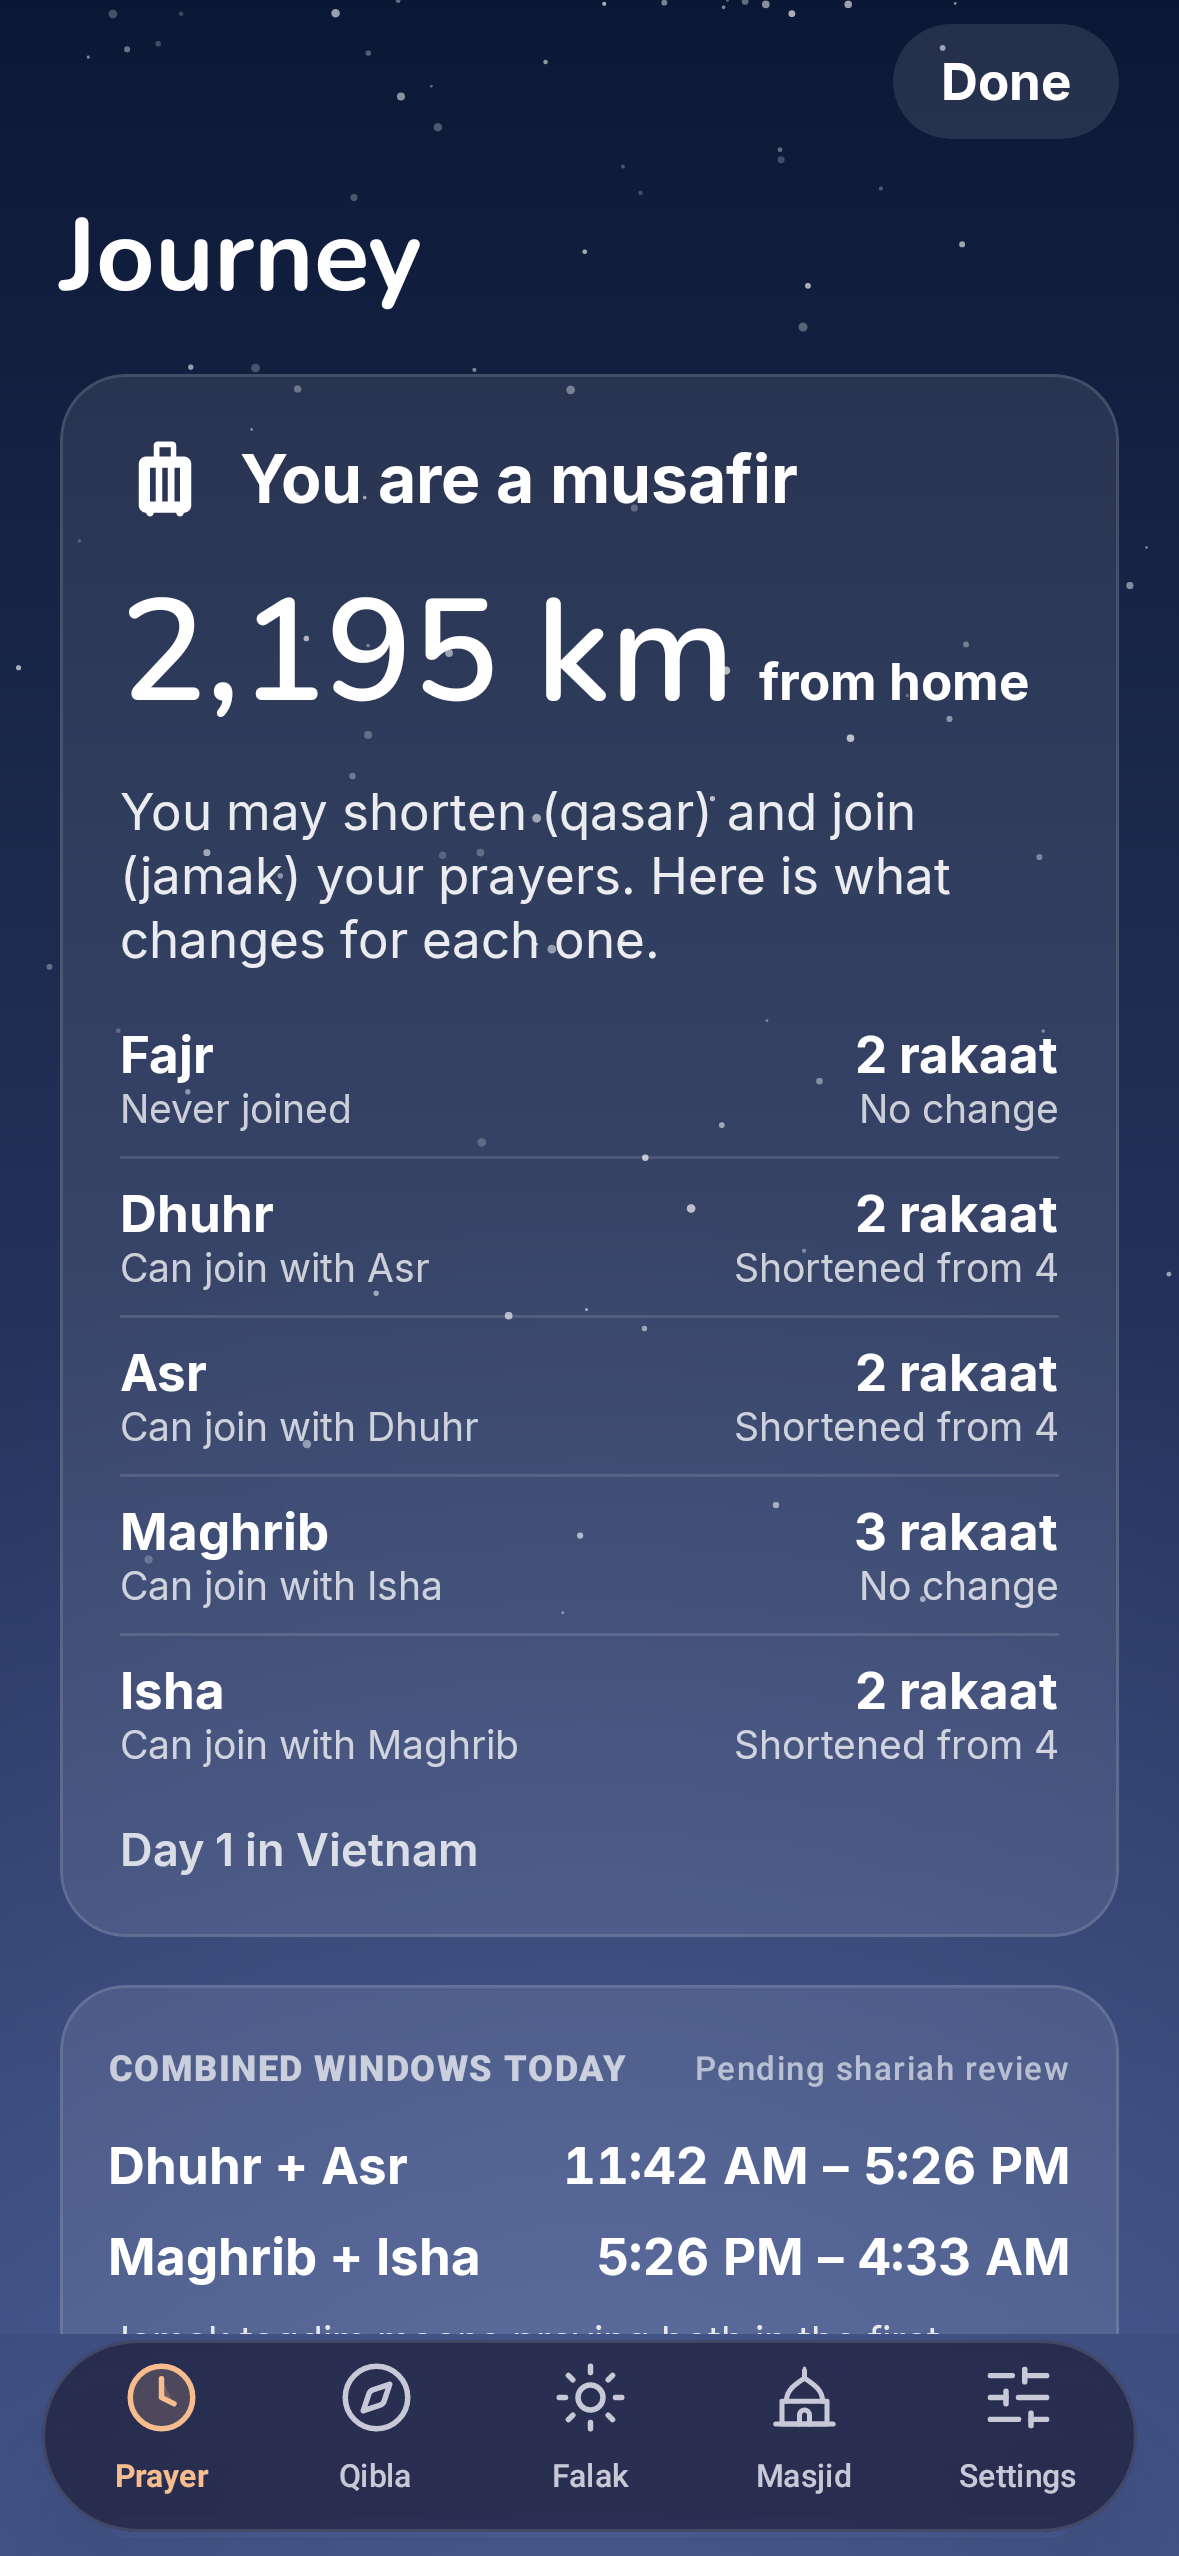 Done
Journey
You are a musafir
2,195 km from home
You may shorten (qasar) and join
(jamak) your prayers. Here is what
changes for each one.
Fajr 2 rakaat
Never joined No change
Dhuhr 2 rakaat
Can join with Asr Shortened from 4
Asr 2 rakaat
Can join with Dhuhr Shortened from 4
Maghrib 3 rakaat
Can join with Isha No change
Isha 2 rakaat
Can join with Maghrib Shortened from 4
Day 1 in Vietnam
COMBINED WINDOWS TODAY Pending shariah review
Dhuhr + Asr 11:42 AM – 5:26 PM
Maghrib + Isha 5:26 PM – 4:33 AM
Prayer Qibla Falak Masjid Settings